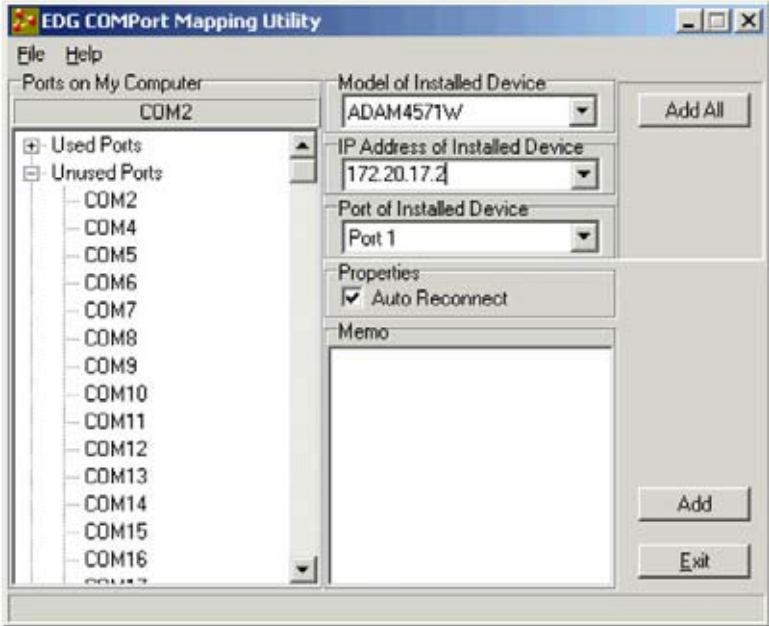 EDG COMPort Mapping Utility
File Help
Ports on My Computer
COM2
Used Ports
Unused Ports
COM2
COM4
COM5
COM6
COM7
COM8
COM9
COM10
COM11
COM12
COM13
COM14
COM15
COM16
Model of Installed Device
ADAM4571W
IP Address of Installed Device
172.20.17.2
Port of Installed Device
Port 1
Properties
Auto Reconnect
Memo
Add All
Add
Exit